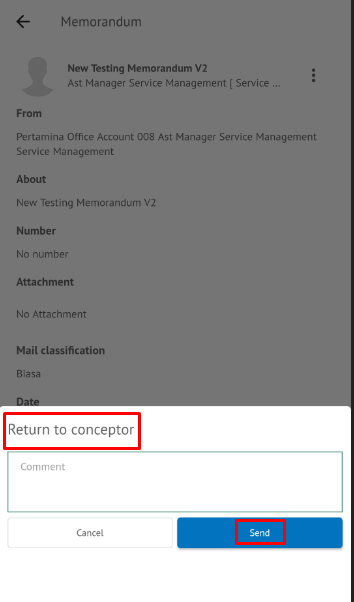 Memorandum
New Testing Memorandum V2
Ast Manager Service Management [ Service ...
From
Pertamina Office Account 008 Ast Manager Service Management
Service Management
About
New Testing Memorandum V2
Number
No number
Attachment
No Attachment
Mail classification
Biasa
Date
Return to conceptor
Comment
Cancel
Send